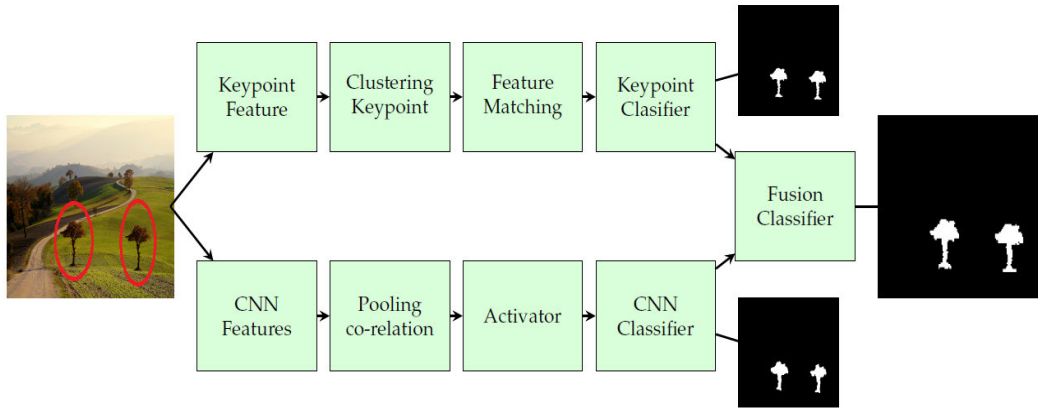 Keypoint
Feature
Clustering
Keypoint
Feature
Matching
Keypoint
Clasifier
Fusion
Classifier
CNN
Features
Pooling
co-relation
Activator
CNN
Classifier